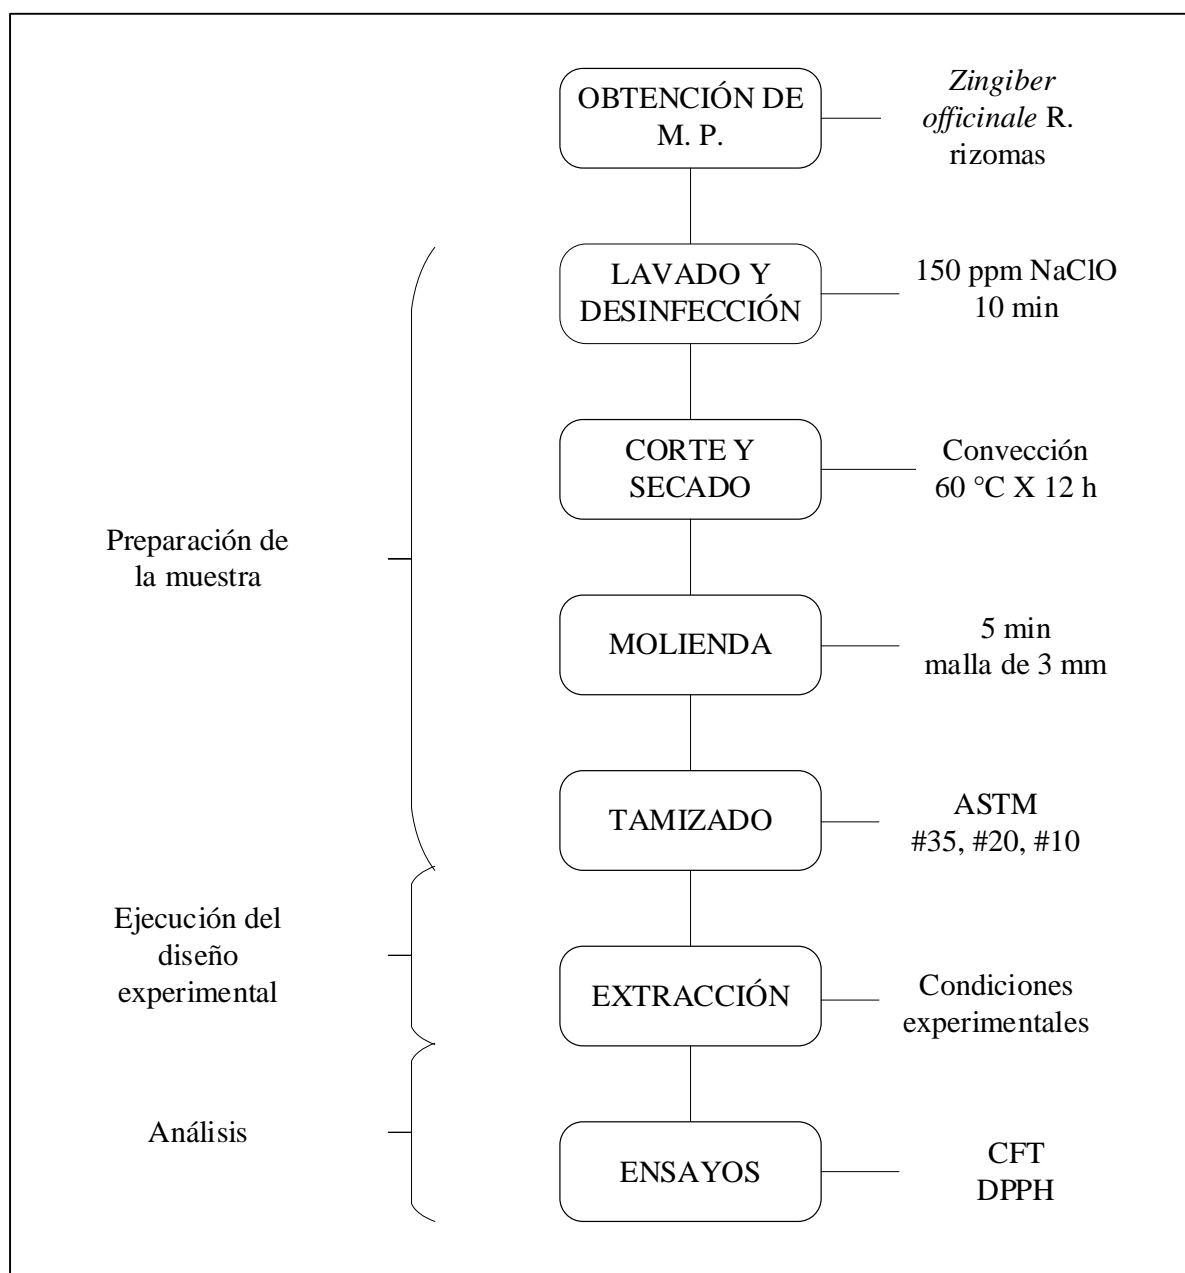 OBTENCIÓN DE
M. P.
Zingiber
officinale R.
rizomas
LAVADO Y
DESINFECCIÓN
150 ppm NaClO
10 min
CORTE Y
SECADO
Convección
60 °C X 12 h
Preparación de
la muestra
MOLIENDA
5 min
malla de 3 mm
TAMIZADO
ASTM
#35, #20, #10
Ejecución del
diseño
experimental
EXTRACCIÓN
Condiciones
experimentales
Análisis
ENSAYOS
CFT
DPPH